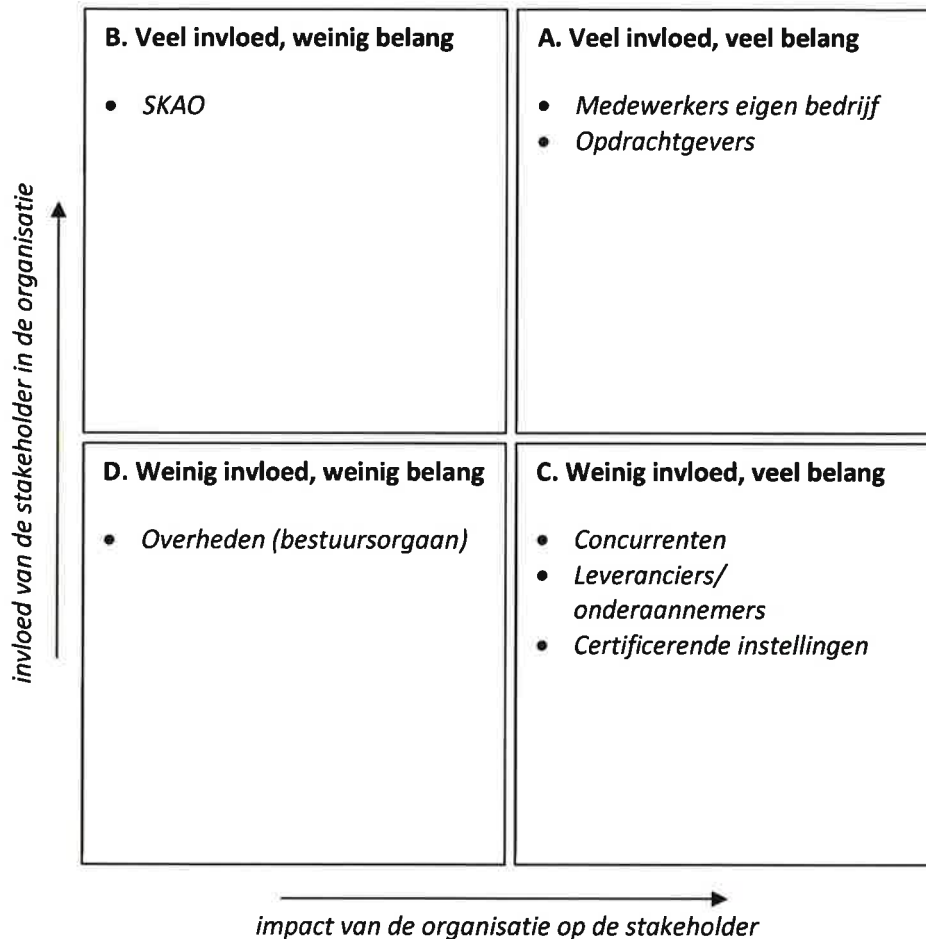 B. Veel invloed, weinig belang
• SKAO
A. Veel invloed, veel belang
• Medewerkers eigen bedrijf
• Opdrachtgevers
invloed van de stakeholder in de organisatie
D. Weinig invloed, weinig belang
• Overheden (bestuursorgaan)
C. Weinig invloed, veel belang
• Concurrenten
• Leveranciers/
onderaannemers
• Certificerende instellingen
impact van de organisatie op de stakeholder